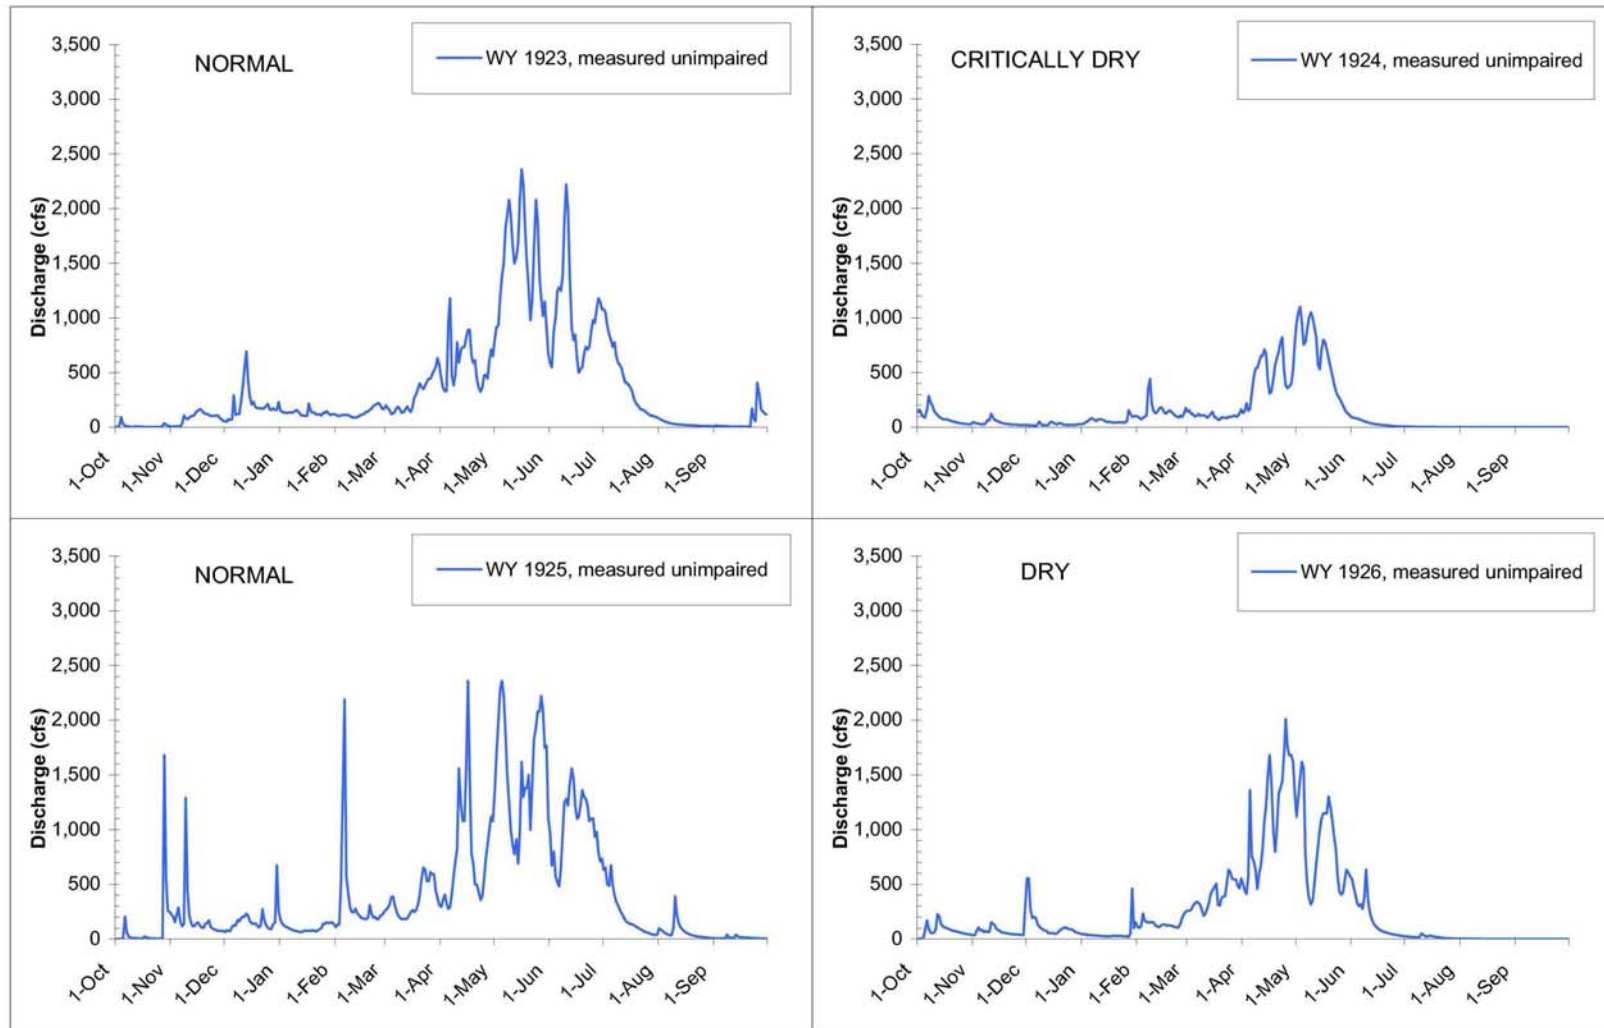 NORMAL
WY 1923, measured unimpaired
Discharge (cfs)
3,500
3,000
2,500
2,000
1,500
1,000
500
0
1-Oct
1-Nov
1-Dec
1-Jan
1-Feb
1-Mar
1-Apr
1-May
1-Jun
1-Jul
1-Aug
1-Sep
CRITICALLY DRY
WY 1924, measured unimpaired
Discharge (cfs)
3,500
3,000
2,500
2,000
1,500
1,000
500
0
1-Oct
1-Nov
1-Dec
1-Jan
1-Feb
1-Mar
1-Apr
1-May
1-Jun
1-Jul
1-Aug
1-Sep
NORMAL
WY 1925, measured unimpaired
Discharge (cfs)
3,500
3,000
2,500
2,000
1,500
1,000
500
0
1-Oct
1-Nov
1-Dec
1-Jan
1-Feb
1-Mar
1-Apr
1-May
1-Jun
1-Jul
1-Aug
1-Sep
DRY
WY 1926, measured unimpaired
Discharge (cfs)
3,500
3,000
2,500
2,000
1,500
1,000
500
0
1-Oct
1-Nov
1-Dec
1-Jan
1-Feb
1-Mar
1-Apr
1-May
1-Jun
1-Jul
1-Aug
1-Sep